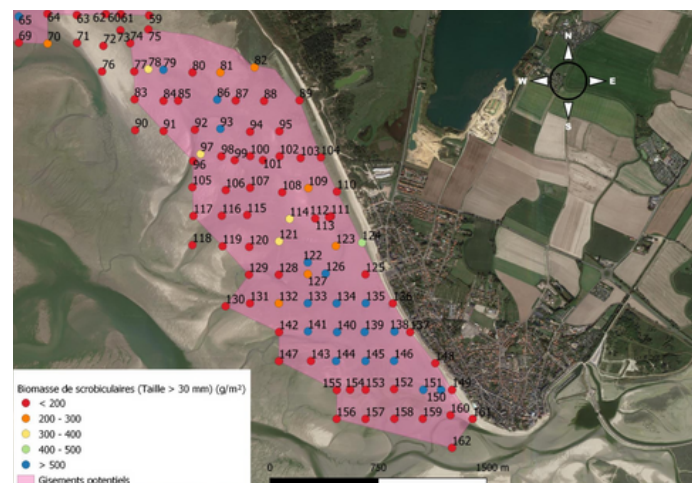 65 64 63 62 60 61 59
69 70 71 72 73 74 75
76 77 78 79 80 81 82
83 84 85 86 87 88 89
90 91 92 93 94 95
97 98 99 100 102 103 104
96 101
105 106 107 108 109 110
117 116 115 114 112 111
113
118 119 120 121 123 124
122
129 128 127 126 125
130 131 132 133 134 135 136
142 141 140 139 138 137
147 143 144 145 146 148
155 154 153 152 151 149
150
156 157 158 159 160 161
162
N
W E
S
Biomasse de scrobiculaires (Taille > 30 mm) (g/m²)
< 200
200 - 300
300 - 400
400 - 500
> 500
Gisements potentiels
0 750 1500 m